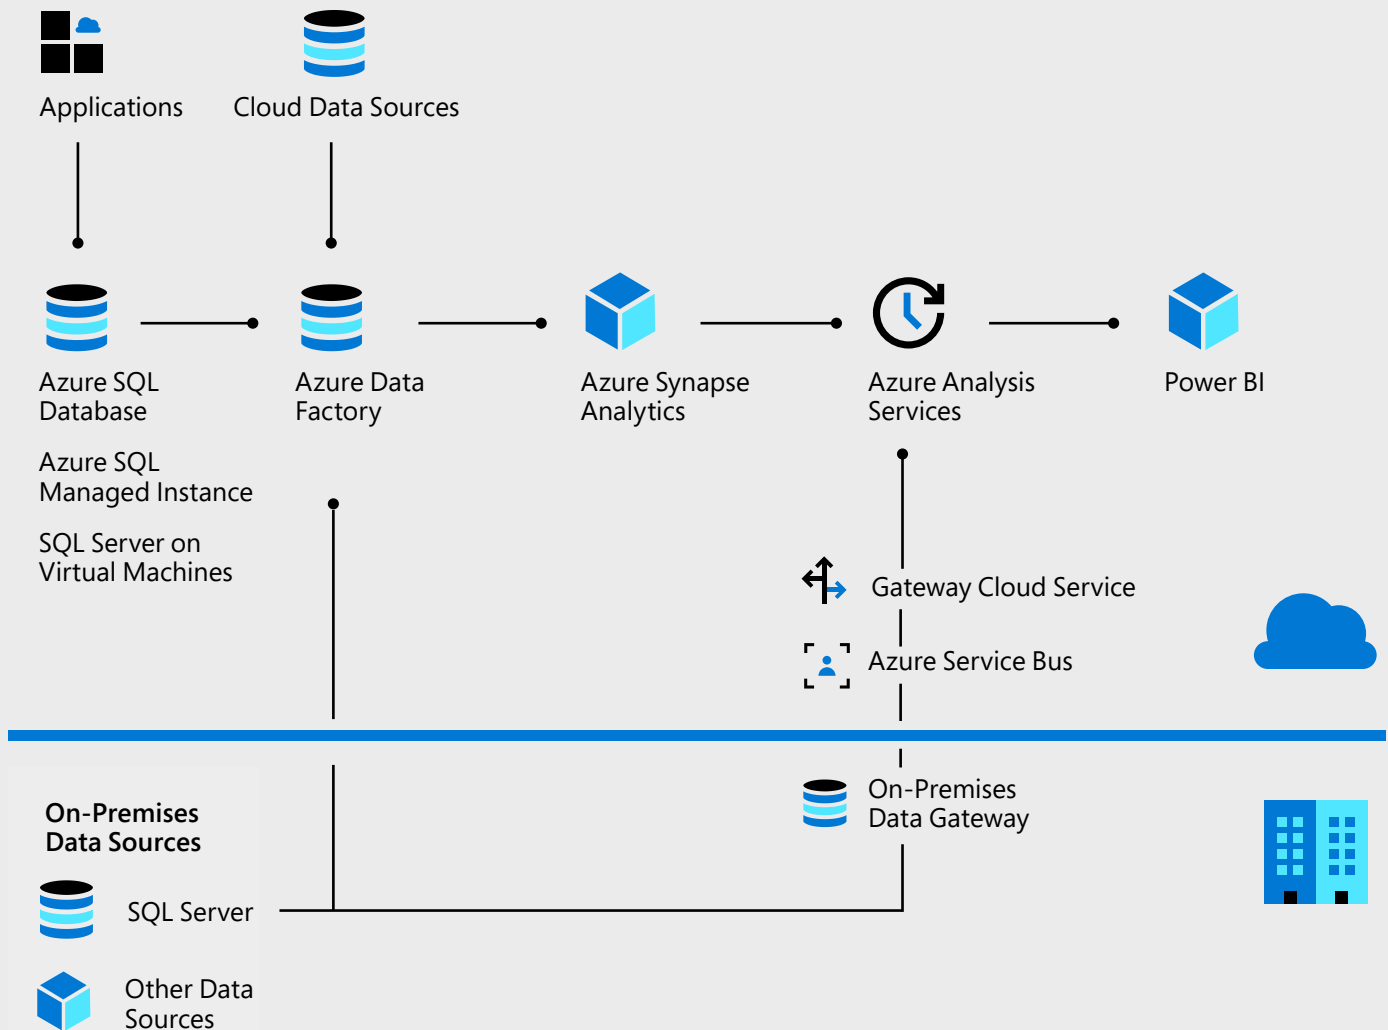 Applications
Cloud Data Sources
Azure SQL
Database
Azure SQL
Managed Instance
SQL Server on
Virtual Machines
Azure Data
Factory
Azure Synapse
Analytics
Azure Analysis
Services
Power BI
Gateway Cloud Service
Azure Service Bus
On-Premises
Data Gateway
On-Premises
Data Sources
SQL Server
Other Data
Sources